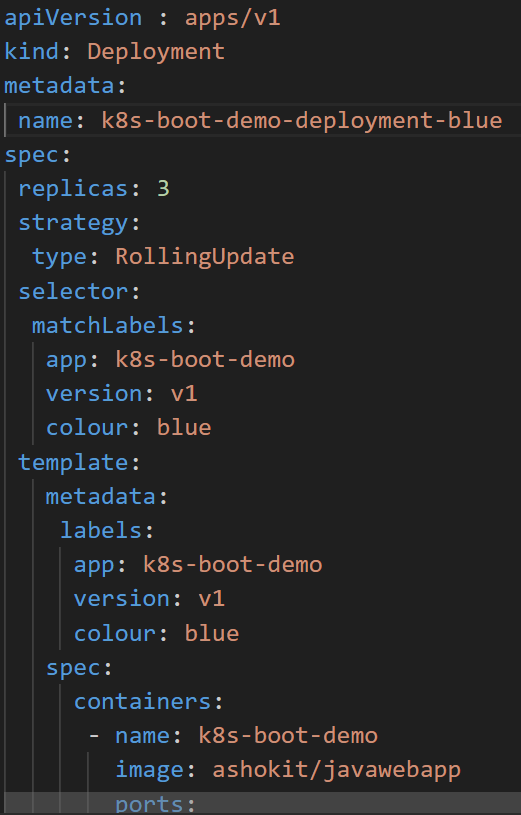 apiVersion : apps/v1
kind: Deployment
metadata:
 name: k8s-boot-demo-deployment-blue
spec:
 replicas: 3
 strategy:
  type: RollingUpdate
 selector:
  matchLabels:
   app: k8s-boot-demo
   version: v1
   colour: blue
 template:
   metadata:
    labels:
     app: k8s-boot-demo
     version: v1
     colour: blue
   spec:
     containers:
      - name: k8s-boot-demo
        image: ashokit/javawebapp
        ports: